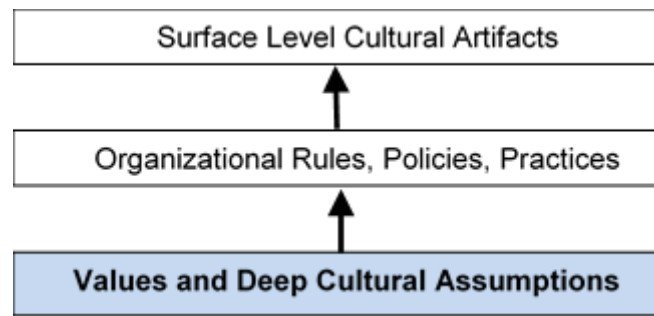 Surface Level Cultural Artifacts
Organizational Rules, Policies, Practices
Values and Deep Cultural Assumptions